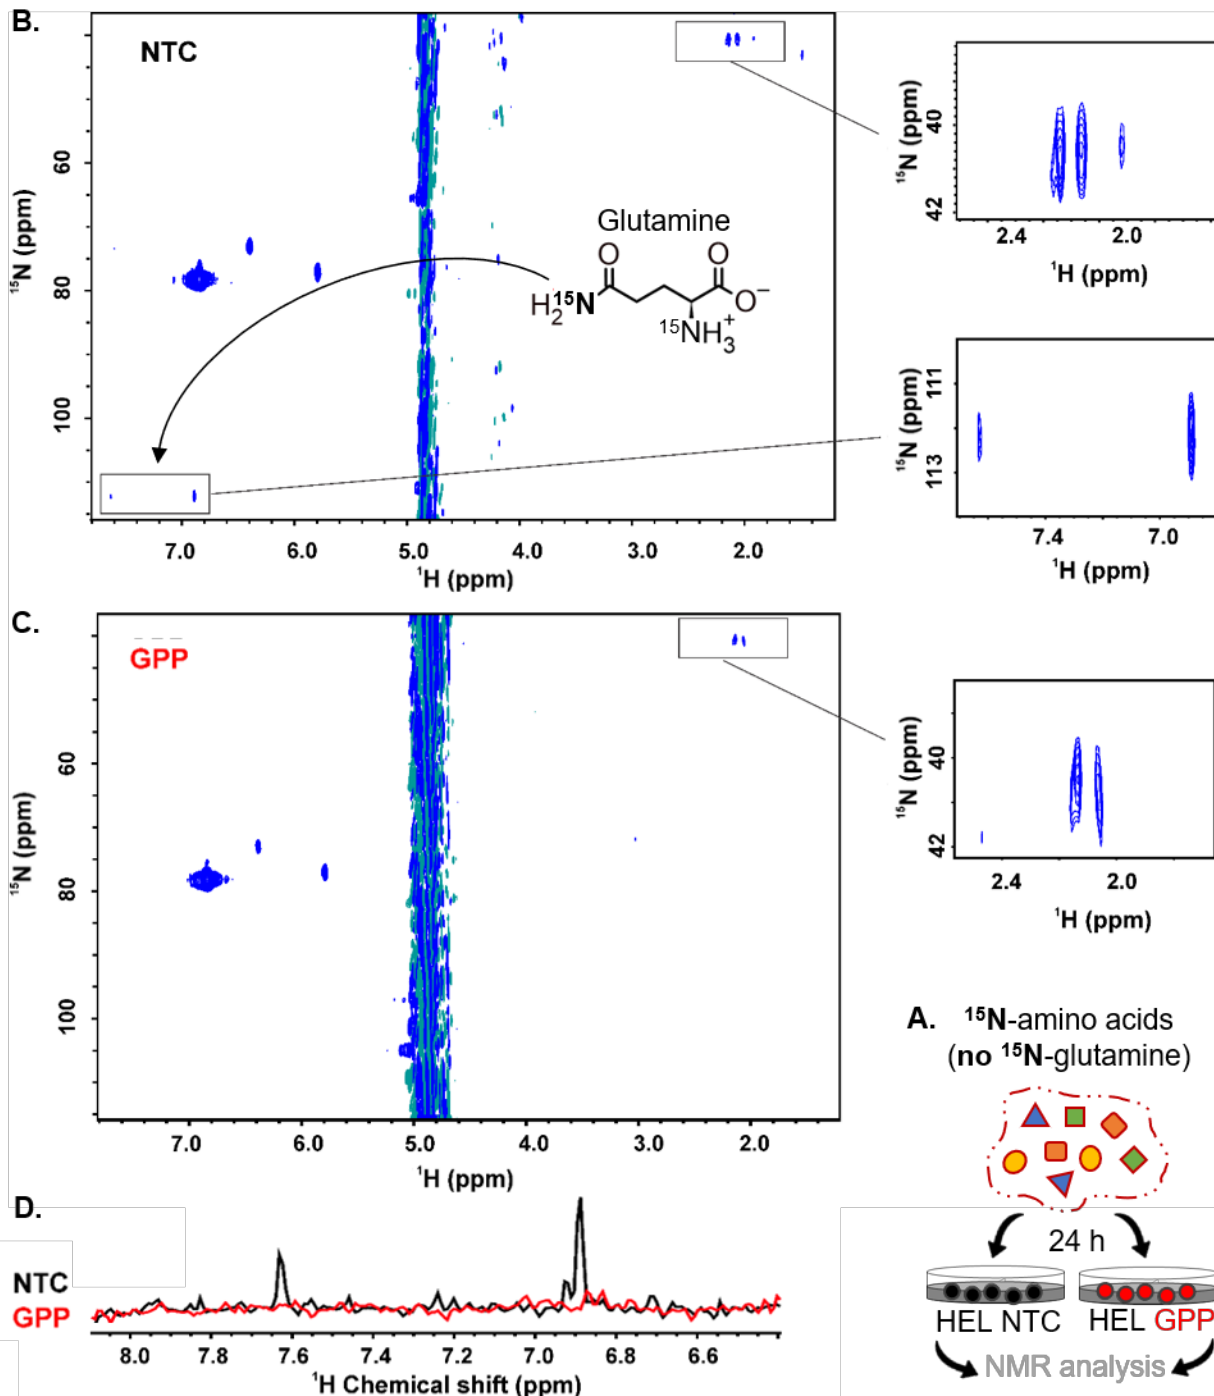 B.
NTC
60
80
100
¹⁵N (ppm)
7.0 6.0 5.0 4.0 3.0 2.0
¹H (ppm)
Glutamine
O O
H₂¹⁵N O⁻
¹⁵NH₃⁺
40
42
¹⁵N (ppm)
2.4 2.0
¹H (ppm)
111
113
¹⁵N (ppm)
7.4 7.0
¹H (ppm)
C.
GPP
60
80
100
¹⁵N (ppm)
7.0 6.0 5.0 4.0 3.0 2.0
¹H (ppm)
40
42
¹⁵N (ppm)
2.4 2.0
¹H (ppm)
A. ¹⁵N-amino acids
(no ¹⁵N-glutamine)
24 h
HEL NTC HEL GPP
NMR analysis
D.
NTC
GPP
8.0 7.8 7.6 7.4 7.2 7.0 6.8 6.6
¹H Chemical shift (ppm)